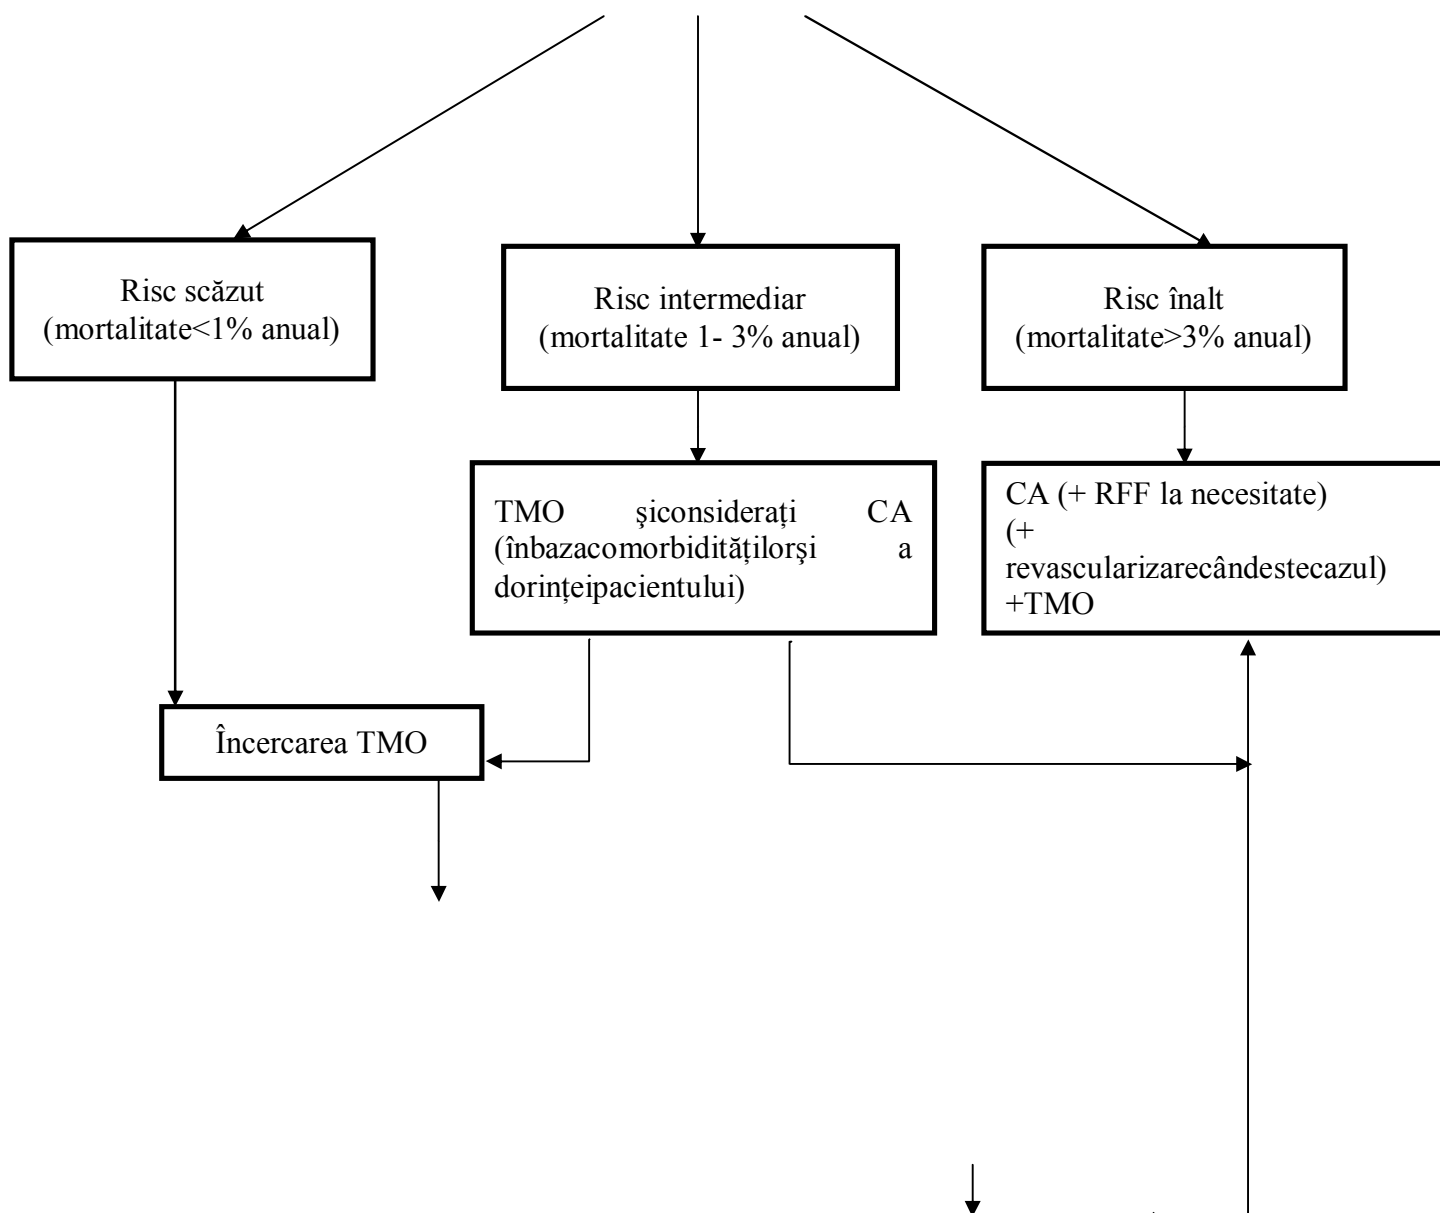 Risc scăzut
(mortalitate<1% anual)
Risc intermediar
(mortalitate 1- 3% anual)
Risc înalt
(mortalitate>3% anual)
TMO şiconsideraţi CA
(înbazacomorbidităţilorşi a
dorinţeipacientului)
CA (+ RFF la necesitate)
(+
revascularizarecândestecazul)
+TMO
Încercarea TMO